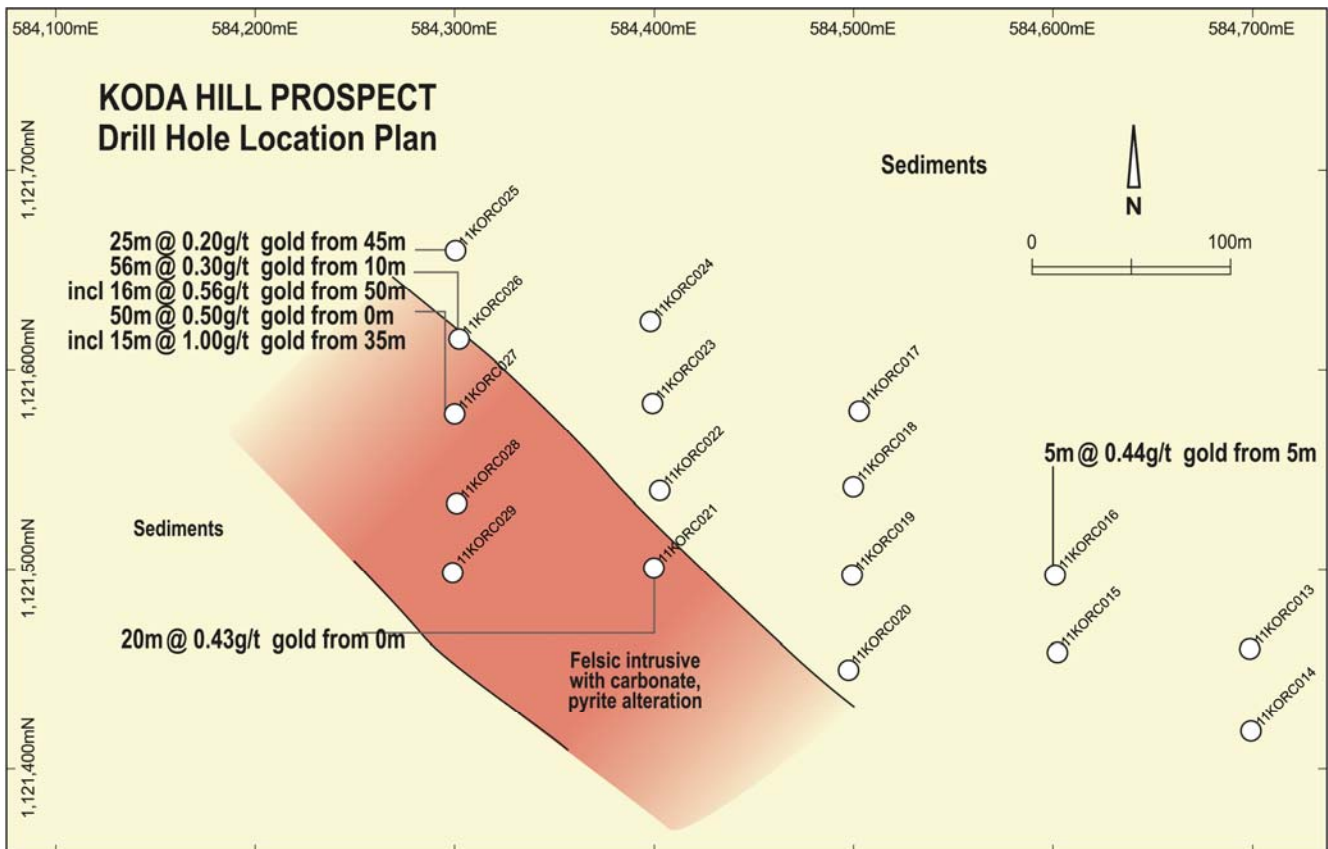 584,100mE
584,200mE
584,300mE
584,400mE
584,500mE
584,600mE
584,700mE
KODA HILL PROSPECT
Drill Hole Location Plan
1,121,700mN
1,121,600mN
1,121,500mN
1,121,400mN
Sediments
N
0 100m
25m @ 0.20g/t gold from 45m
56m @ 0.30g/t gold from 10m
incl 16m @ 0.56g/t gold from 50m
50m @ 0.50g/t gold from 0m
incl 15m @ 1.00g/t gold from 35m
11KORC025
11KORC026
11KORC027
11KORC028
11KORC029
11KORC024
11KORC023
11KORC022
11KORC021
11KORC017
11KORC018
11KORC019
11KORC020
5m @ 0.44g/t gold from 5m
11KORC016
11KORC015
11KORC013
11KORC014
Sediments
20m @ 0.43g/t gold from 0m
Felsic intrusive
with carbonate,
pyrite alteration